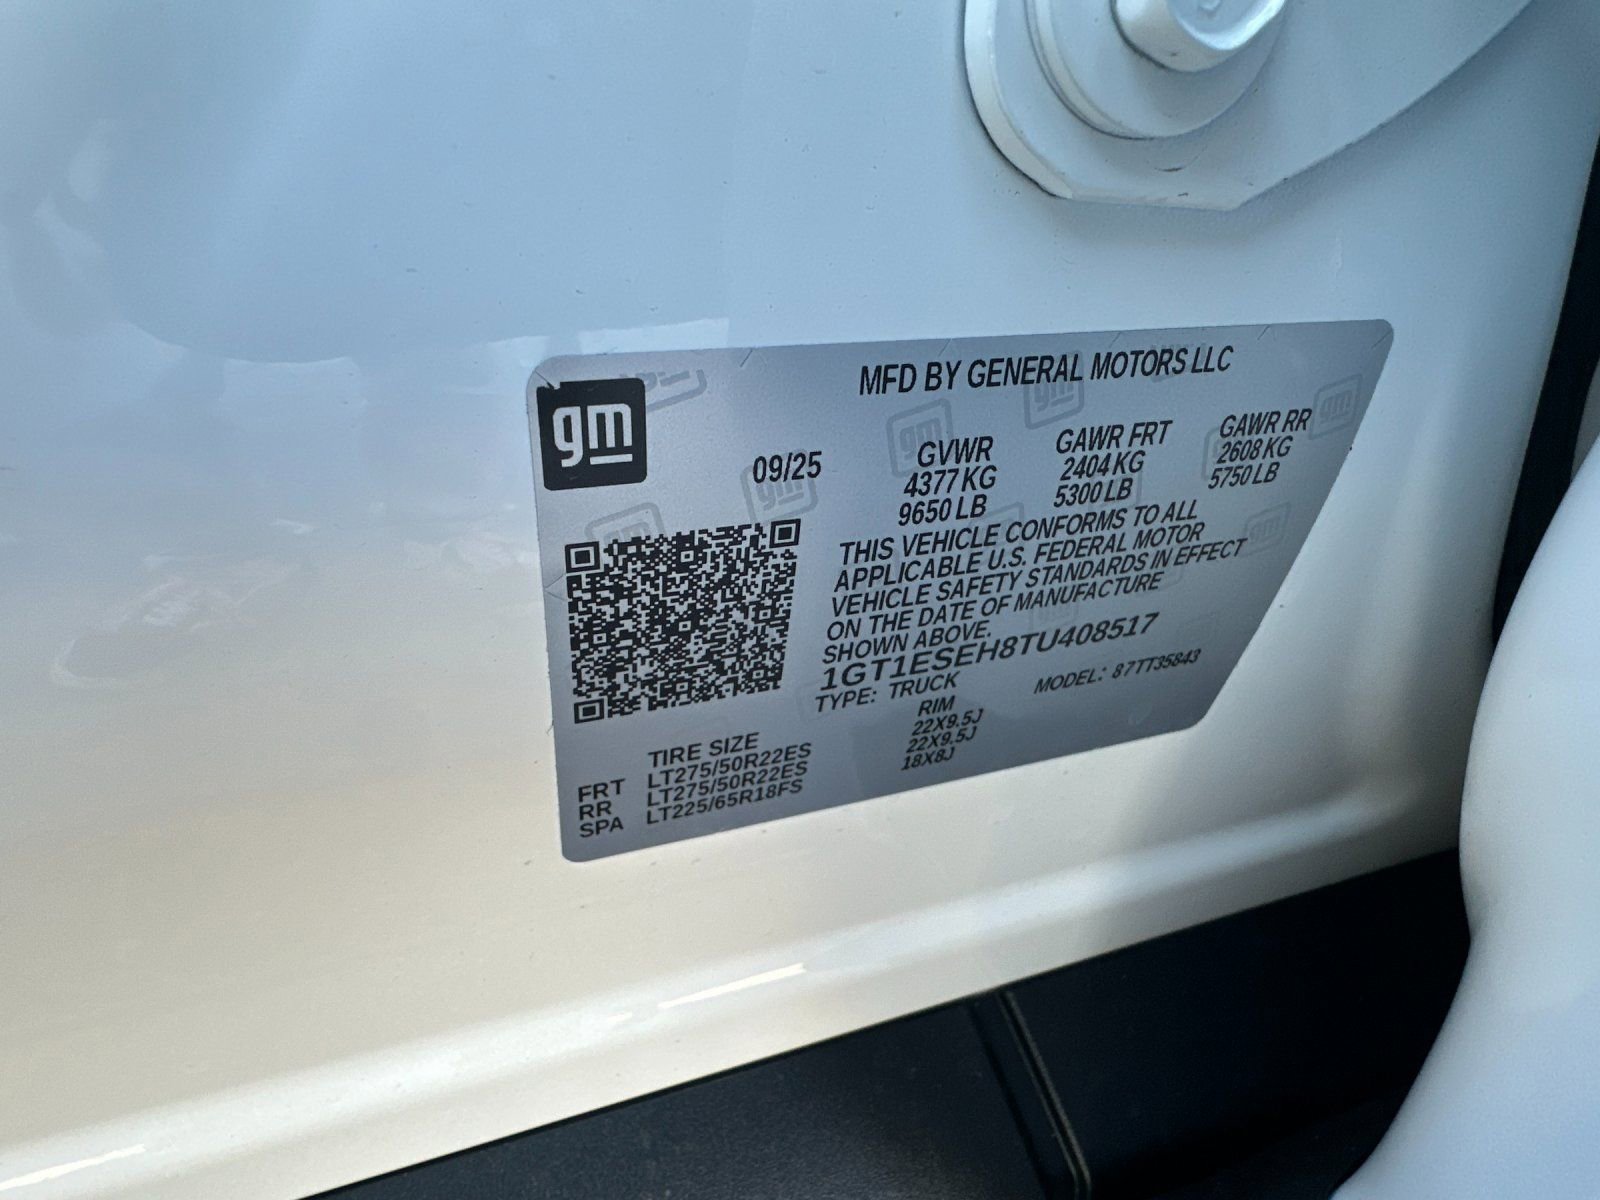 MFD BY GENERAL MOTORS LLC
gm
09/25
GVWR
4377 KG
9650 LB
GAWR FRT
2404 KG
5300 LB
GAWR RR
2608 KG
5750 LB
THIS VEHICLE CONFORMS TO ALL
APPLICABLE U.S. FEDERAL MOTOR
VEHICLE SAFETY STANDARDS IN EFFECT
ON THE DATE OF MANUFACTURE
SHOWN ABOVE.
1GT1ESEH8TU408517
TYPE: TRUCK MODEL: 87TT35843
TIRE SIZE RIM
FRT LT275/50R22ES 22X9.5J
RR LT275/50R22ES 22X9.5J
SPA LT225/65R18FS 18X8J